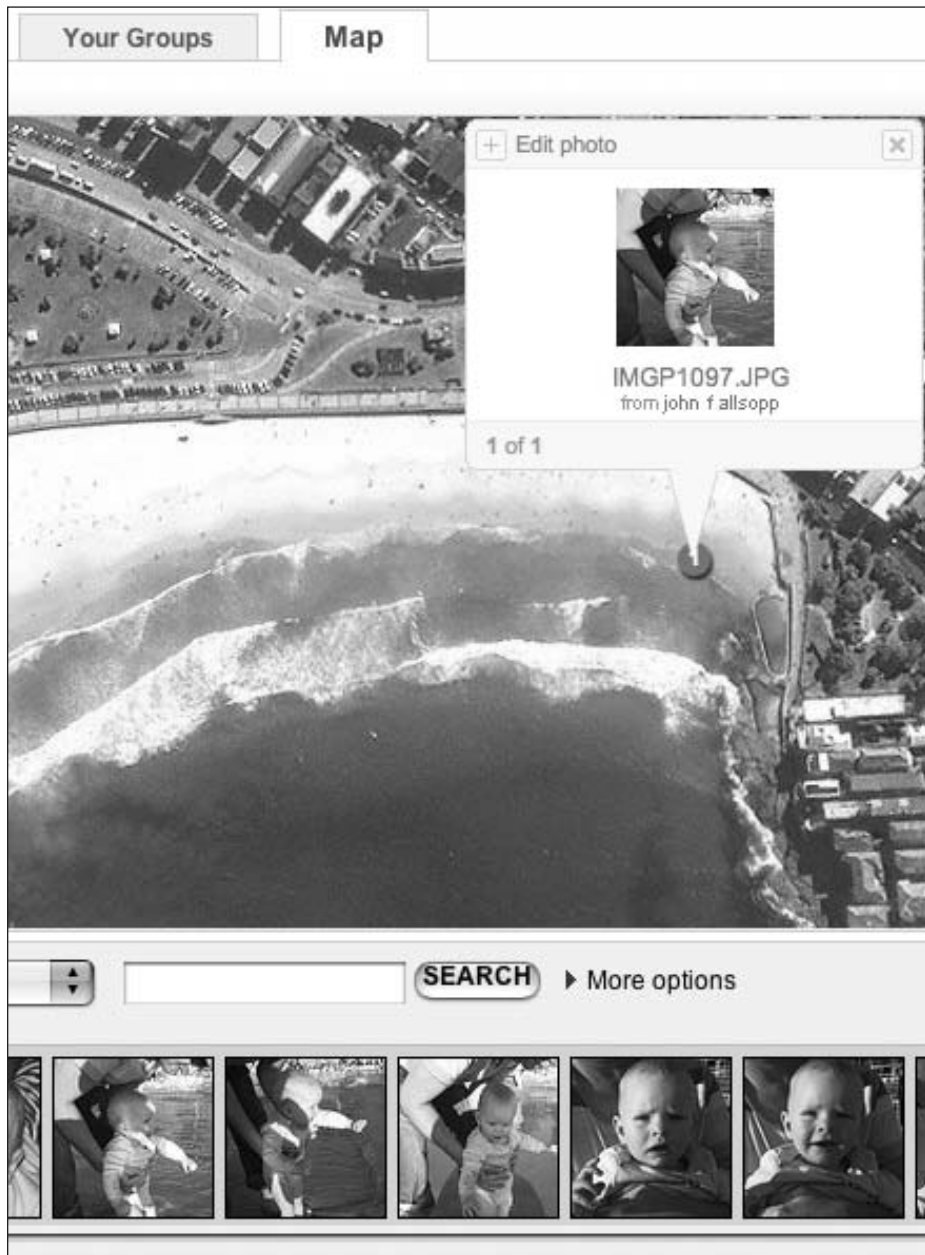 Your Groups
Map
Edit photo
IMGP1097.JPG
from john f allsopp
1 of 1
SEARCH
More options